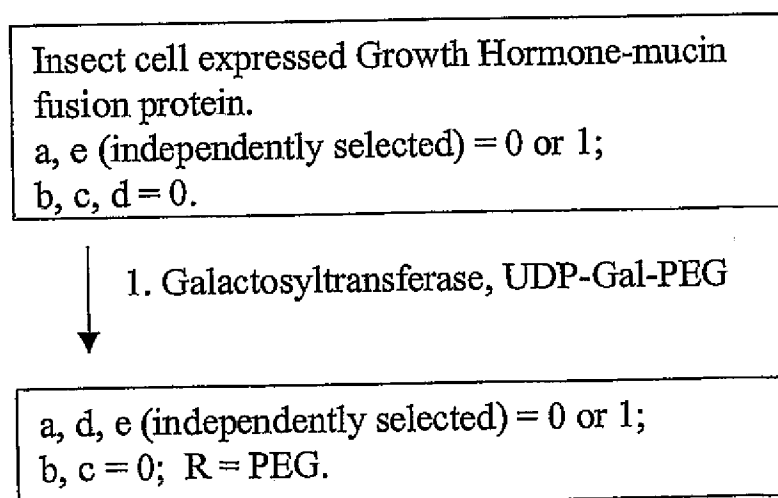 Insect cell expressed Growth Hormone-mucin
fusion protein.
a, e (independently selected) = 0 or 1;
b, c, d = 0.
1. Galactosyltransferase, UDP-Gal-PEG
a, d, e (independently selected) = 0 or 1;
b, c = 0; R = PEG.